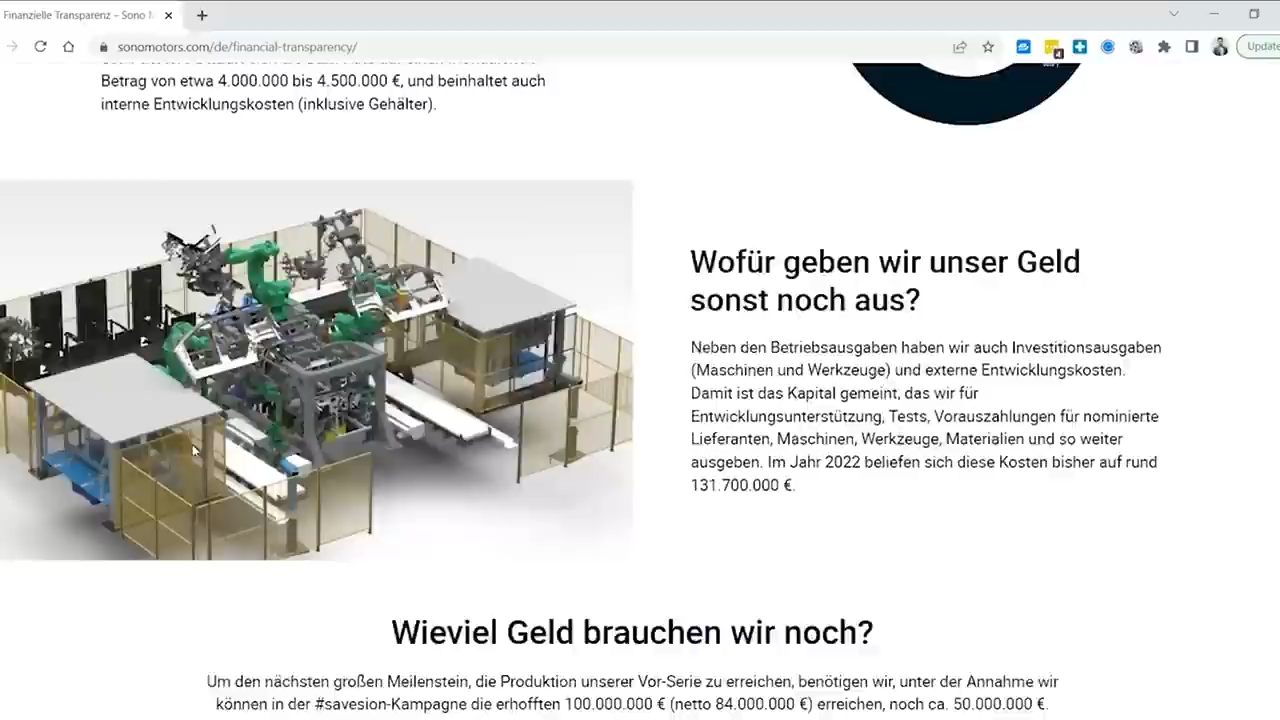 Finanzielle Transparenz – Sono
sonomotors.com/de/financial-transparency/
Update
Betrag von etwa 4.000.000 bis 4.500.000 €, und beinhaltet auch
interne Entwicklungskosten (inklusive Gehälter).
Wofür geben wir unser Geld
sonst noch aus?
Neben den Betriebsausgaben haben wir auch Investitionsausgaben
(Maschinen und Werkzeuge) und externe Entwicklungskosten.
Damit ist das Kapital gemeint, das wir für
Entwicklungsunterstützung, Tests, Vorauszahlungen für nominierte
Lieferanten, Maschinen, Werkzeuge, Materialien und so weiter
ausgeben. Im Jahr 2022 beliefen sich diese Kosten bisher auf rund
131.700.000 €.
Wieviel Geld brauchen wir noch?
Um den nächsten großen Meilenstein, die Produktion unserer Vor-Serie zu erreichen, benötigen wir, unter der Annahme wir
können in der #savesion-Kampagne die erhofften 100.000.000 € (netto 84.000.000 €) erreichen, noch ca. 50.000.000 €.